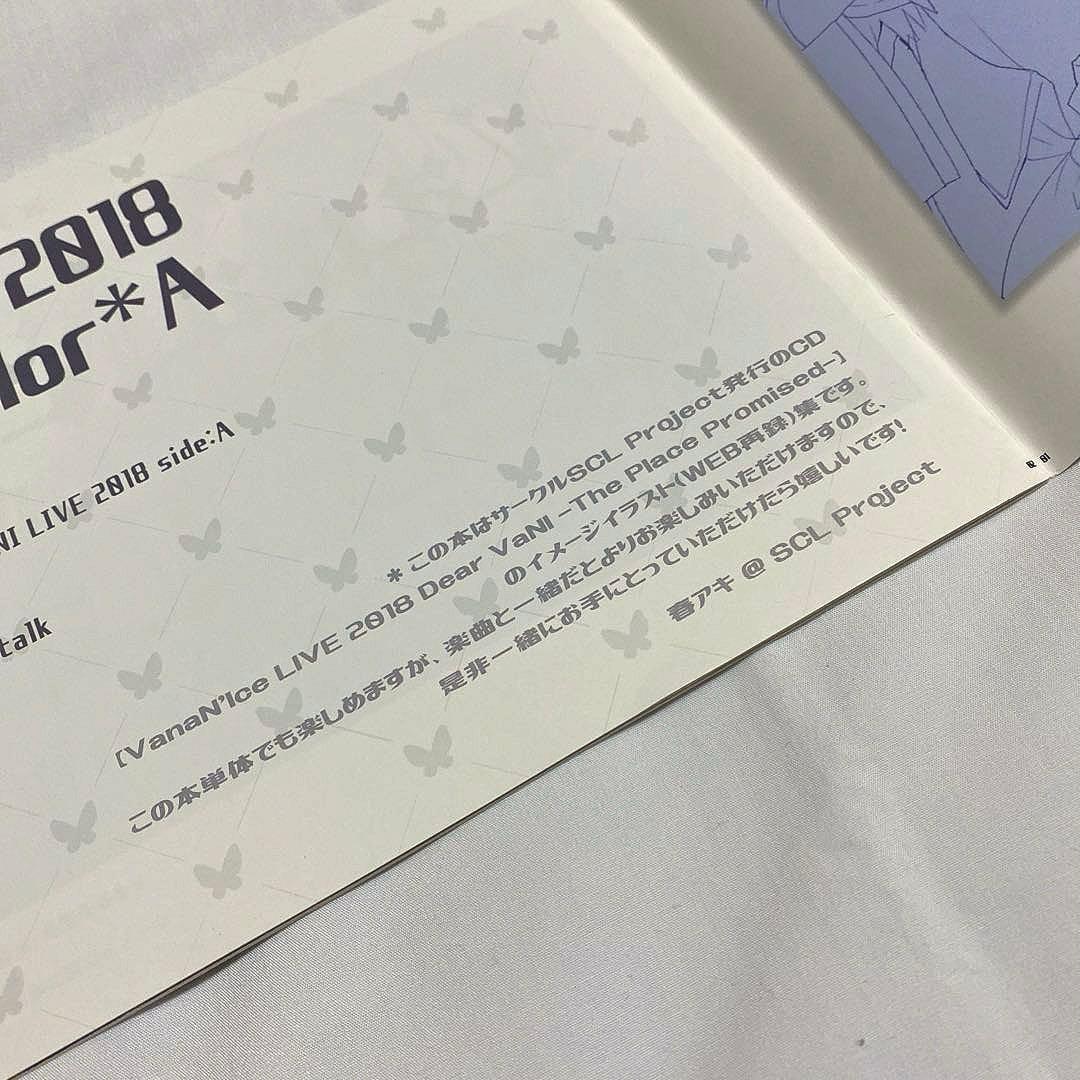 2018
lor*A
NI LIVE 2018 side:A
talk
* この本はサークルSCL Project発行のCD
[VanaN'Ice LIVE 2018 Dear VaNI -The Place Promised-]
のイメージイラスト(WEB再録)集です。
この本単体でも楽しめますが、楽曲と一緒だとよりお楽しみいただけますので、
是非一緒にお手にとっていただけたら嬉しいです!
春アキ @ SCL Project